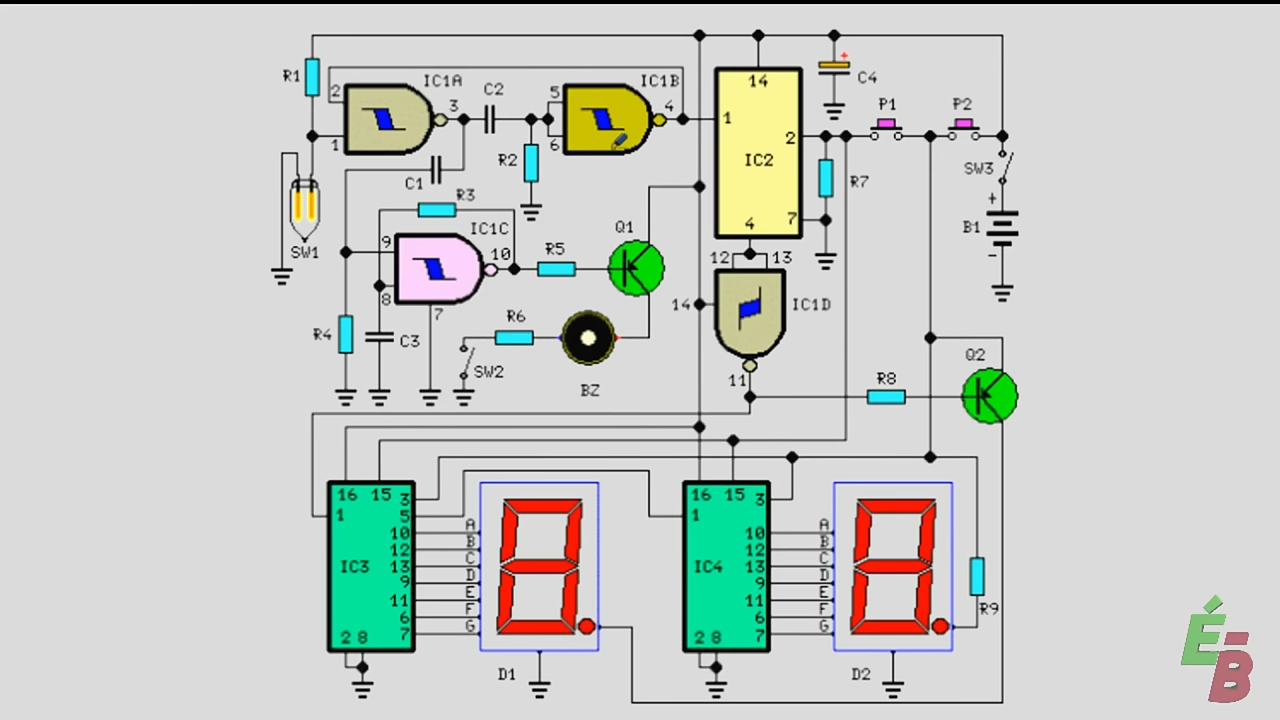 R1
2
1
IC1A
3
C2
IC1B
5
6
4
R2
C1
SW1
R3
IC1C
9
8
10
7
R4
C3
R5
Q1
R6
SW2
BZ
14
1
IC2
2
7
4
+
C4
P1
P2
R7
SW3
+
B1
-
12
13
14
IC1D
11
R8
Q2
16 15 3
1
5
10 A
12 B
IC3 13 C
9 D
11 E
6 F
2 8 7 G
D1
16 15 3
1
10 A
12 B
IC4 13 C
9 D
11 E
6 F
2 8 7 G
D2
R9
É-B